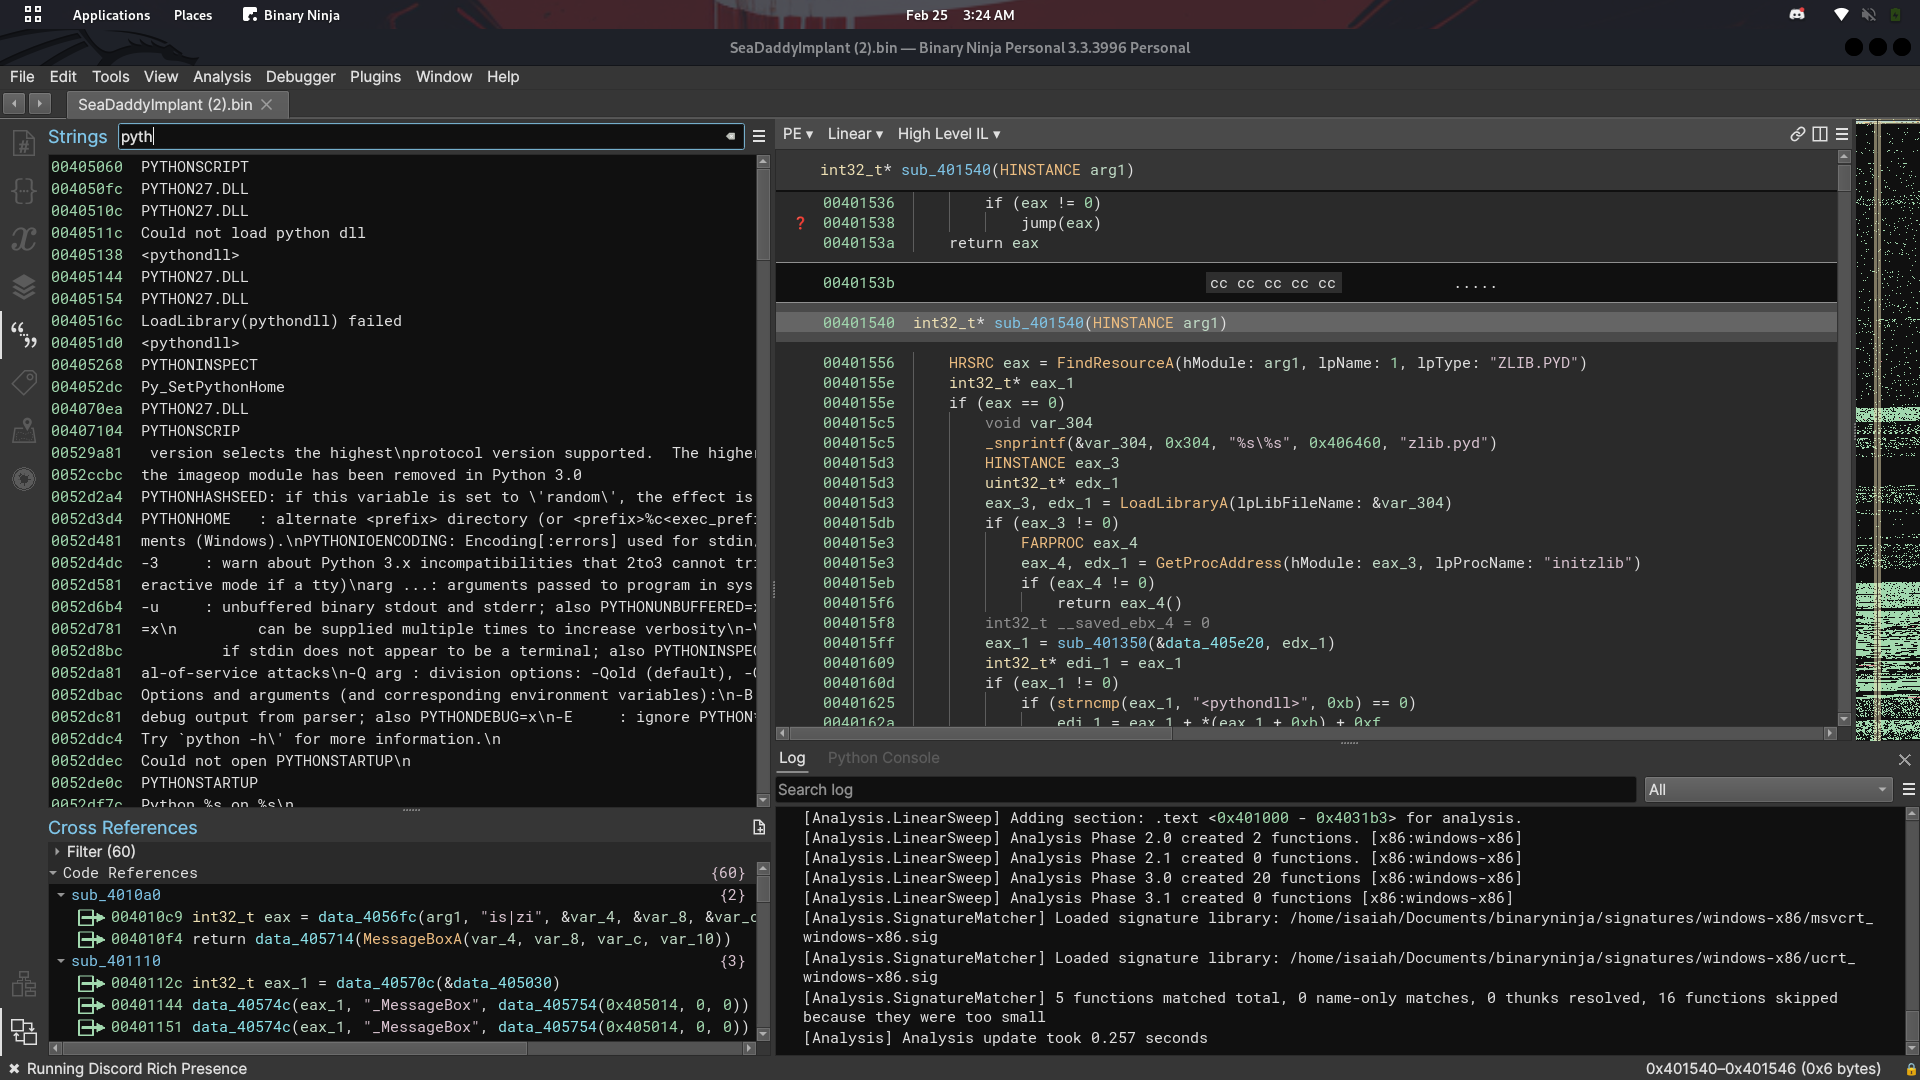 Applications Places Binary Ninja Feb 25 3:24 AM
SeaDaddyImplant (2).bin — Binary Ninja Personal 3.3.3996 Personal
File Edit Tools View Analysis Debugger Plugins Window Help
SeaDaddyImplant (2).bin
Strings pyth
00405060 PYTHONSCRIPT
004050fc PYTHON27.DLL
0040510c PYTHON27.DLL
0040511c Could not load python dll
00405138 <pythondll>
00405144 PYTHON27.DLL
00405154 PYTHON27.DLL
0040516c LoadLibrary(pythondll) failed
004051d0 <pythondll>
00405268 PYTHONINSPECT
004052dc Py_SetPythonHome
004070ea PYTHON27.DLL
00407104 PYTHONSCRIP
00529a81 version selects the highest\nprotocol version supported. The higher
0052ccbc the imageop module has been removed in Python 3.0
0052d2a4 PYTHONHASHSEED: if this variable is set to \'random\', the effect is
0052d3d4 PYTHONHOME : alternate <prefix> directory (or <prefix>%c<exec_prefi
0052d481 ments (Windows).\nPYTHONIOENCODING: Encoding[:errors] used for stdin,
0052d4dc -3 : warn about Python 3.x incompatibilities that 2to3 cannot tri
0052d581 eractive mode if a tty)\narg ...: arguments passed to program in sys
0052d6b4 -u : unbuffered binary stdout and stderr; also PYTHONUNBUFFERED=x
0052d781 =x\n can be supplied multiple times to increase verbosity\n-V
0052d8bc if stdin does not appear to be a terminal; also PYTHONINSPEC
0052da81 al-of-service attacks\n-Q arg : division options: -Qold (default), -Q
0052dbac Options and arguments (and corresponding environment variables):\n-B
0052dc81 debug output from parser; also PYTHONDEBUG=x\n-E : ignore PYTHON
0052ddc4 Try `python -h\' for more information.\n
0052ddec Could not open PYTHONSTARTUP\n
0052de0c PYTHONSTARTUP
0052df7c Python %s on %s\n
Cross References
Filter (60)
Code References {60}
sub_4010a0 {2}
004010c9 int32_t eax = data_4056fc(arg1, "is|zi", &var_4, &var_8, &var_c
004010f4 return data_405714(MessageBoxA(var_4, var_8, var_c, var_10))
sub_401110 {3}
0040112c int32_t eax_1 = data_40570c(&data_405030)
00401144 data_40574c(eax_1, "_MessageBox", data_405754(0x405014, 0, 0))
00401151 data_40574c(eax_1, "_MessageBox", data_405754(0x405014, 0, 0))
PE ▾ Linear ▾ High Level IL ▾
int32_t* sub_401540(HINSTANCE arg1)
00401536 if (eax != 0)
? 00401538 jump(eax)
0040153a return eax
0040153b cc cc cc cc cc .....
00401540 int32_t* sub_401540(HINSTANCE arg1)
00401556 HRSRC eax = FindResourceA(hModule: arg1, lpName: 1, lpType: "ZLIB.PYD")
0040155e int32_t* eax_1
0040155e if (eax == 0)
004015c5 void var_304
004015c5 _snprintf(&var_304, 0x304, "%s\%s", 0x406460, "zlib.pyd")
004015d3 HINSTANCE eax_3
004015d3 uint32_t* edx_1
004015d3 eax_3, edx_1 = LoadLibraryA(lpLibFileName: &var_304)
004015db if (eax_3 != 0)
004015e3 FARPROC eax_4
004015e3 eax_4, edx_1 = GetProcAddress(hModule: eax_3, lpProcName: "initzlib")
004015eb if (eax_4 != 0)
004015f6 return eax_4()
004015f8 int32_t __saved_ebx_4 = 0
004015ff eax_1 = sub_401350(&data_405e20, edx_1)
00401609 int32_t* edi_1 = eax_1
0040160d if (eax_1 != 0)
00401625 if (strncmp(eax_1, "<pythondll>", 0xb) == 0)
0040162a edi_1 = eax_1 + *(eax_1 + 0xb) + 0xf
Log Python Console
Search log All
[Analysis.LinearSweep] Adding section: .text <0x401000 - 0x4031b3> for analysis.
[Analysis.LinearSweep] Analysis Phase 2.0 created 2 functions. [x86:windows-x86]
[Analysis.LinearSweep] Analysis Phase 2.1 created 0 functions. [x86:windows-x86]
[Analysis.LinearSweep] Analysis Phase 3.0 created 20 functions [x86:windows-x86]
[Analysis.LinearSweep] Analysis Phase 3.1 created 0 functions [x86:windows-x86]
[Analysis.SignatureMatcher] Loaded signature library: /home/isaiah/Documents/binaryninja/signatures/windows-x86/msvcrt_
windows-x86.sig
[Analysis.SignatureMatcher] Loaded signature library: /home/isaiah/Documents/binaryninja/signatures/windows-x86/ucrt_
windows-x86.sig
[Analysis.SignatureMatcher] 5 functions matched total, 0 name-only matches, 0 thunks resolved, 16 functions skipped
because they were too small
[Analysis] Analysis update took 0.257 seconds
Running Discord Rich Presence 0x401540–0x401546 (0x6 bytes)